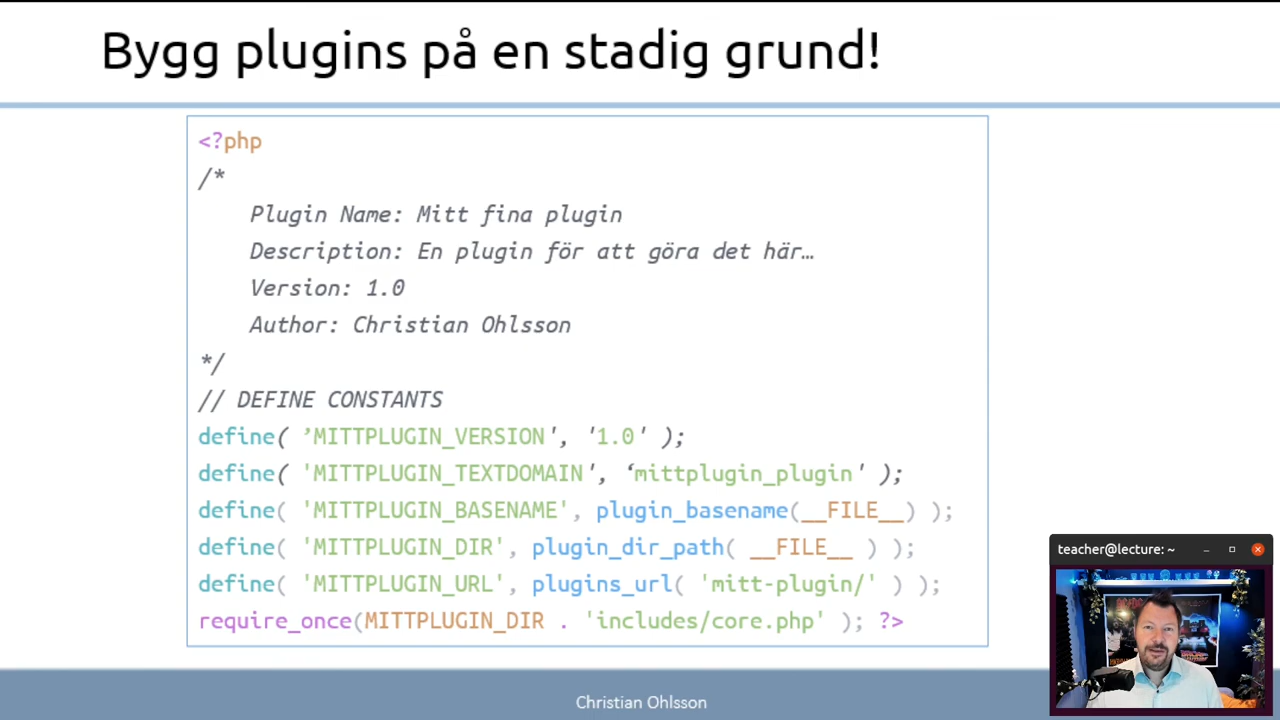 Bygg plugins på en stadig grund!
<?php
/*
Plugin Name: Mitt fina plugin
Description: En plugin för att göra det här…
Version: 1.0
Author: Christian Ohlsson
*/
// DEFINE CONSTANTS
define( ’MITTPLUGIN_VERSION', '1.0' );
define( 'MITTPLUGIN_TEXTDOMAIN', ‘mittplugin_plugin' );
define( 'MITTPLUGIN_BASENAME', plugin_basename(__FILE__) );
define( 'MITTPLUGIN_DIR', plugin_dir_path( __FILE__ ) );
define( 'MITTPLUGIN_URL', plugins_url( 'mitt-plugin/' ) );
require_once(MITTPLUGIN_DIR . 'includes/core.php' ); ?>
teacher@lecture: ~
Christian Ohlsson